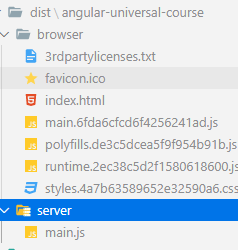 dist \ angular-universal-course
browser
3rdpartylicenses.txt
favicon.ico
index.html
main.6fda6cfcd6f4256241ad.js
polyfills.de3c5dcea5f9f954b91b.js
runtime.2ec38c5d2f1580618600.js
styles.4a7b63589652e32590a6.css
server
main.js